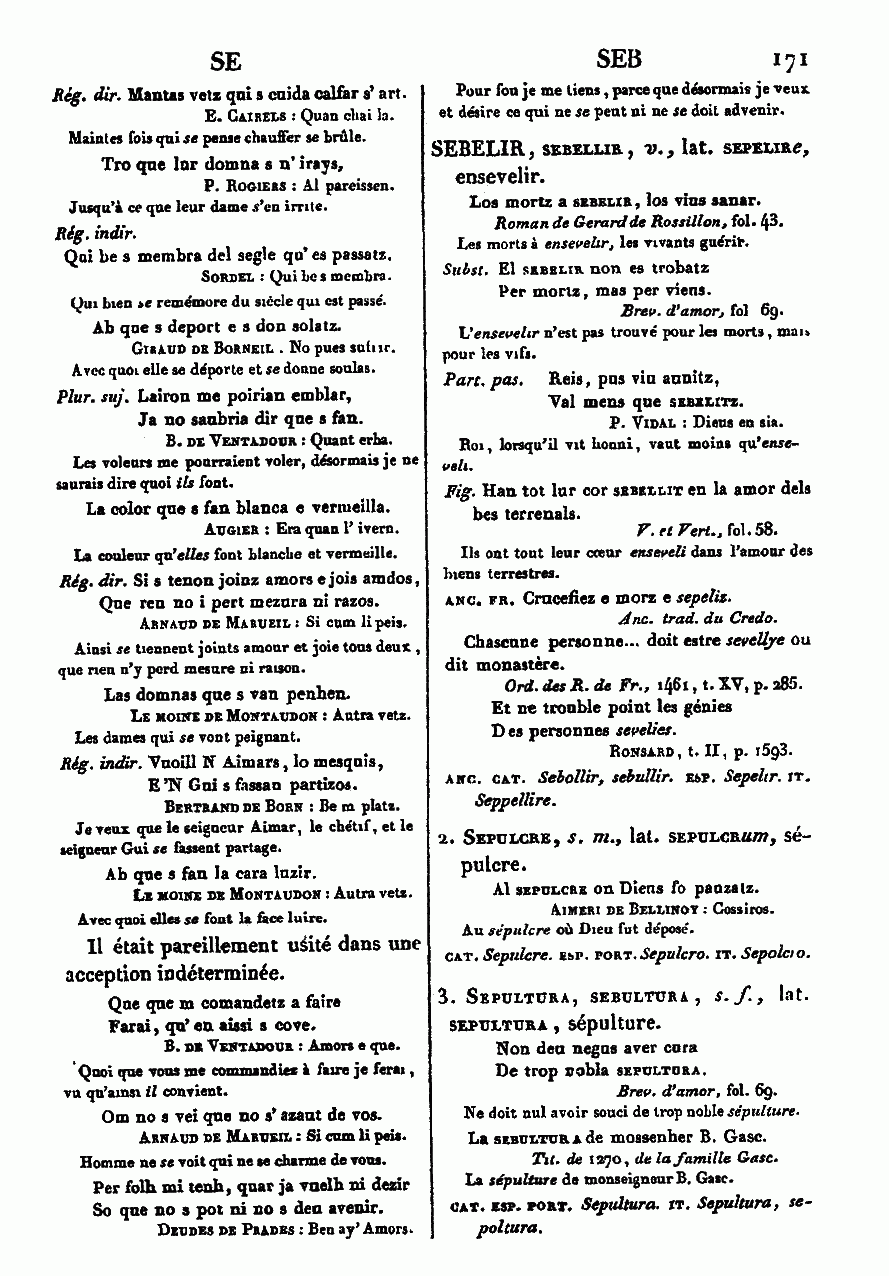 SE
SEB
171
Rég. dir. Mantas vetz qui s cuida calfar s' art.
E. CAIRELS : Quan chai la.
Maintes fois qui se pense chauffer se brûle.
Tro que lur domna s n' irays,
P. ROGIERS : Al pareissen.
Jusqu'à ce que leur dame s'en irrite.
Rég. indir.
Qui be s membra del segle qu' es passatz.
SORDEL : Qui be s membra.
Qui bien se remémore du siècle qui est passé.
Ab que s deport e s don solatz.
GIRAUD DE BORNEIL . No pues sufrir.
Avec quoi elle se déporte et se donne soulas.
Plur. suj. Lairon me poirian emblar,
Ja no saubria dir que s fan.
B. DE VENTADOUR : Quant erba.
Les voleurs me pourraient voler, désormais je ne
saurais dire quoi ils font.
La color que s fan blanca e vermeilla.
AUGIER : Era quan l' ivern.
La couleur qu'elles font blanche et vermeille.
Rég. dir. Si s tenon joinz amors e jois amdos,
Que ren no i pert mezura ni razos.
ARNAUD DE MARUEIL : Si cum li peis.
Ainsi se tiennent joints amour et joie tous deux ,
que rien n'y perd mesure ni raison.
Las domnas que s van penhen.
LE MOINE DE MONTAUDON : Autra vetz.
Les dames qui se vont peignant.
Rég. indir. Vuoill N Aimars, lo mesquis,
E 'N Gui s fassan partizos.
BERTRAND DE BORN : Be m platz.
Je veux que le seigneur Aimar, le chétif, et le
seigneur Gui se fassent partage.
Ab que s fan la cara luzir.
LE MOINE DE MONTAUDON : Autra vetz.
Avec quoi elles se font la face luire.
Il était pareillement usité dans une
acception indéterminée.
Que que m comandetz a faire
Farai, qu' en aissi s cove.
B. DE VENTADOUR : Amors e que.
Quoi que vous me commandiez à faire je ferai ,
vu qu'ainsi il convient.
Om no s vei que no s' azaut de vos.
ARNAUD DE MARUEIL : Si cum li peis.
Homme ne se voit qui ne se charme de vous.
Per folh mi tenh, quar ja vuelh ni dezir
So que no s pot ni no s deu avenir.
DEUDES DE PRADES : Ben ay' Amors.
Pour fou je me tiens, parce que désormais je veux
et désire ce qui ne se peut ni ne se doit advenir.
SEBELIR, SEBELLIR, v., lat. SEPELIRe,
ensevelir.
Los mortz a SEBELIR, los vius sanar.
Roman de Gerard de Rossillon, fol. 43.
Les morts à ensevelir, les vivants guérir.
Subst. El SEBELIR non es trobatz
Per mortz, mas per viens.
Brev. d'amor, fol 69.
L'ensevelir n'est pas trouvé pour les morts, mais
pour les vifs.
Part. pas. Reis, pus viu aunitz,
Val mens que SEBELITZ.
P. VIDAL : Dieus en sia.
Roi, lorsqu'il vit honni, vaut moins qu'ense-
veli.
Fig. Han tot lur cor SEBELLIT en la amor dels
bes terrenals.
V. et Vert., fol. 58.
Ils ont tout leur cœur enseveli dans l'amour des
biens terrestres.
ANC. FR. Crucefiez e morz e sepeliz.
Anc. trad. du Credo.
Chascune personne... doit estre sevellye ou
dit monastère.
Ord. des R. de Fr., 1461, t. XV, p. 285.
Et ne trouble point les génies
Des personnes sevelies.
RONSARD, t. II, p. 1593.
ANC. CAT. Sebollir, sebullir. ESP. Sepelir. IT.
Seppellire.
2. SEPULCRE, s. m., lat. SEPULCRUM, sé-
pulcre.
Al SEPULCRE on Dieus fo pauzatz.
AIMERI DE BELLINOY : Cossiros.
Au sépulcre où Dieu fut déposé.
CAT. Sepulcre. ESP. PORT. Sepulcro. IT. Sepolcro.
3. SEPULTURA, SEBULTURA, s. f., lat.
SEPULTURA, sépulture.
Non deu negus aver cura
De trop nobla SEPULTURA.
Brev. d'amor, fol. 69.
Ne doit nul avoir souci de trop noble sépulture.
La SEBULTURA de mossenher B. Gasc.
Tit. de 1270, de la famille Gasc.
La sépulture de monseigneur B. Gasc.
CAT. ESP. PORT. Sepultura. IT. Sepultura, se-
poltura.